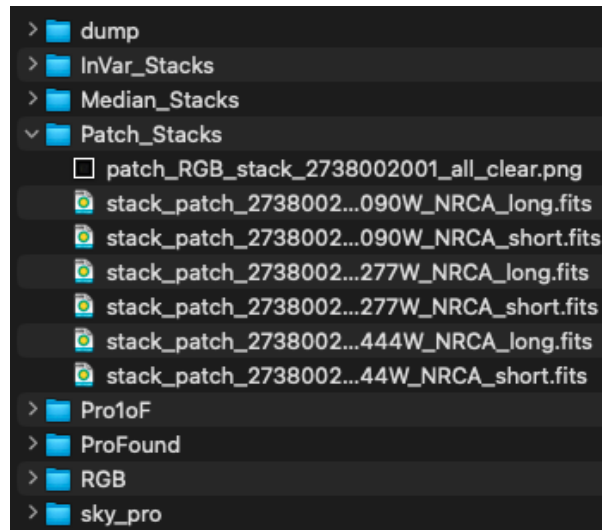 dump
InVar_Stacks
Median_Stacks
Patch_Stacks
patch_RGB_stack_2738002001_all_clear.png
stack_patch_2738002...090W_NRCA_long.fits
stack_patch_2738002...090W_NRCA_short.fits
stack_patch_2738002...277W_NRCA_long.fits
stack_patch_2738002...277W_NRCA_short.fits
stack_patch_2738002...444W_NRCA_long.fits
stack_patch_2738002...44W_NRCA_short.fits
Pro1oF
ProFound
RGB
sky_pro